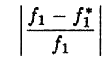 | (f₁ − f₁*) / f₁ |